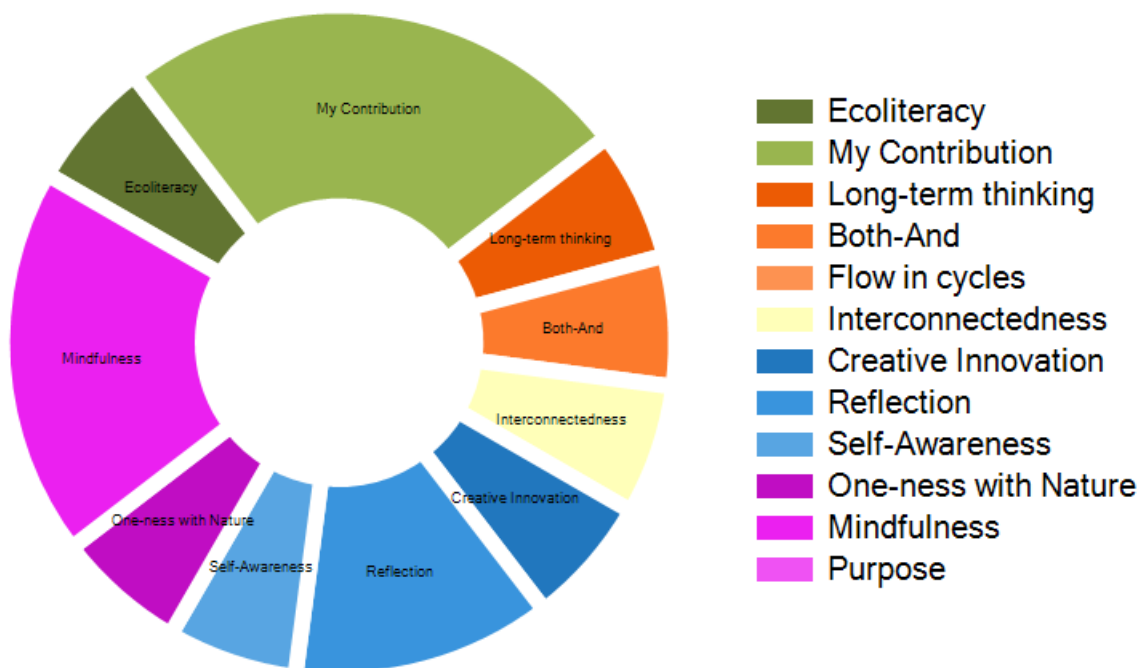 My Contribution
Ecoliteracy
Long-term thinking
Both-And
Mindfulness
Interconnectedness
Creative Innovation
One-ness with Nature
Self-Awareness
Reflection
Ecoliteracy
My Contribution
Long-term thinking
Both-And
Flow in cycles
Interconnectedness
Creative Innovation
Reflection
Self-Awareness
One-ness with Nature
Mindfulness
Purpose